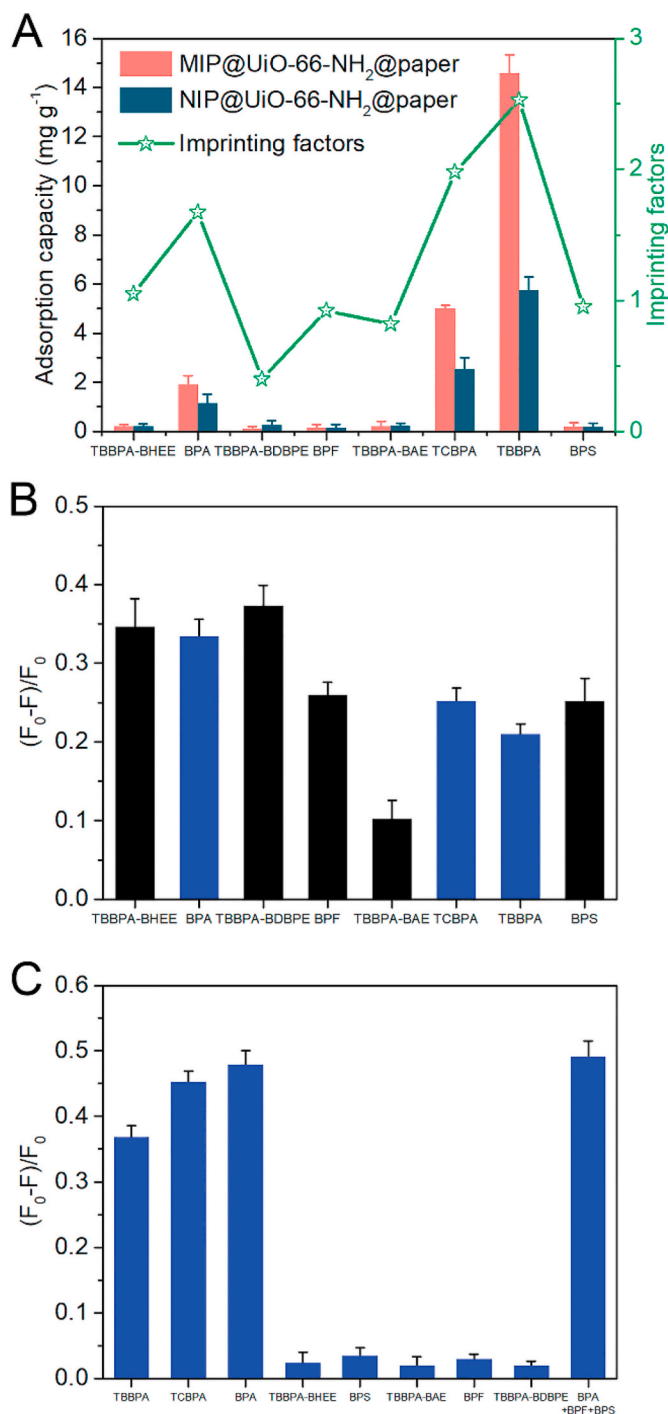 A
16
14
12
10
8
6
4
2
0
Adsorption capacity (mg g⁻¹)
MIP@UiO-66-NH₂@paper
NIP@UiO-66-NH₂@paper
Imprinting factors
3
2
1
0
Imprinting factors
TBBPA-BHEE BPA TBBPA-BDBPE BPF TBBPA-BAE TCBPA TBBPA BPS
B
0.5
0.4
0.3
0.2
0.1
0.0
(F₀-F)/F₀
TBBPA-BHEE BPA TBBPA-BDBPE BPF TBBPA-BAE TCBPA TBBPA BPS
C
0.6
0.5
0.4
0.3
0.2
0.1
0.0
(F₀-F)/F₀
TBBPA TCBPA BPA TBBPA-BHEE BPS TBBPA-BAE BPF TBBPA-BDBPE BPA
+BPF+BPS